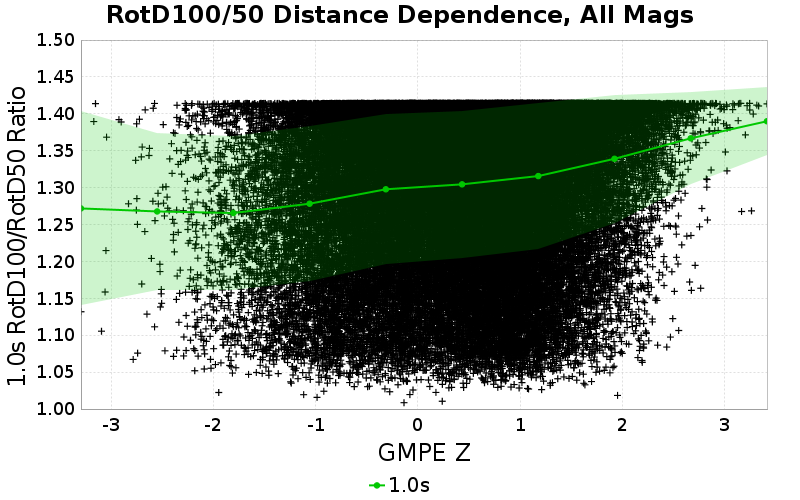 RotD100/50 Distance Dependence, All Mags
1.0s RotD100/RotD50 Ratio
1.50
1.45
1.40
1.35
1.30
1.25
1.20
1.15
1.10
1.05
1.00
-3 -2 -1 0 1 2 3
GMPE Z
1.0s